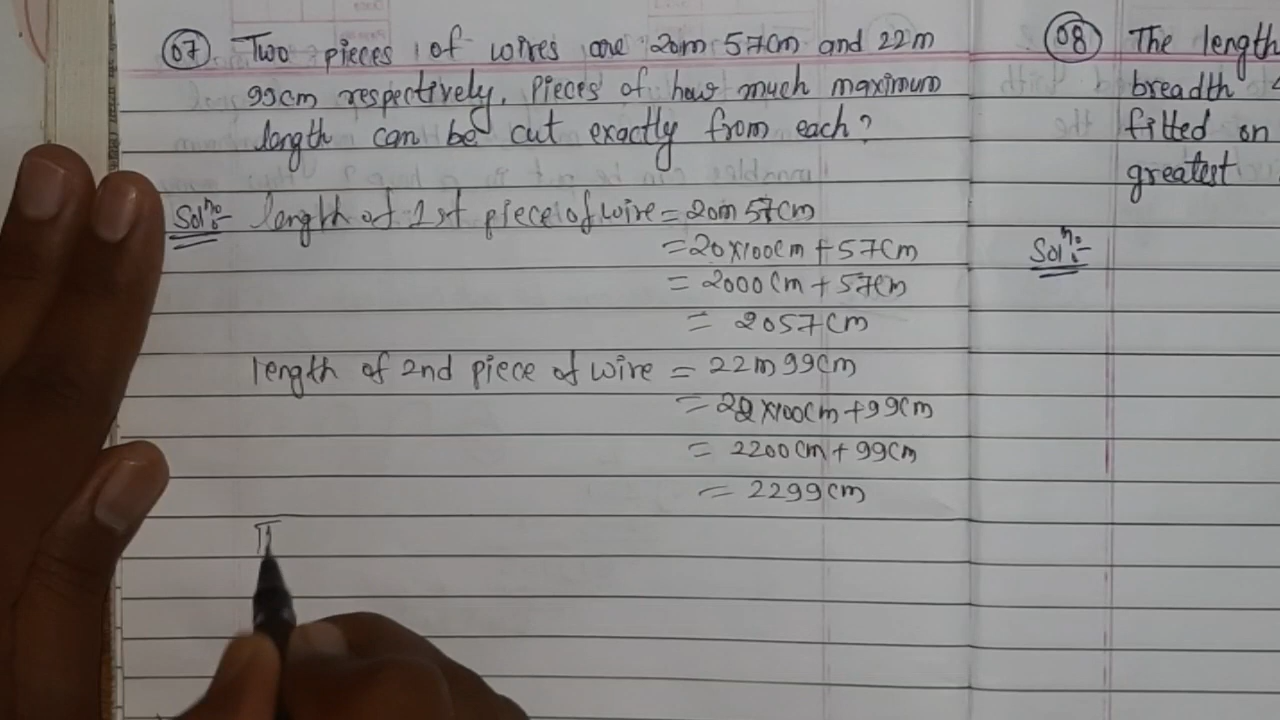 07 Two pieces of wires are 20m 57cm and 22m
99cm respectively. Pieces of how much maximum
length can be cut exactly from each?
Solno:- length of 1st piece of wire = 20m 57cm
= 20×100cm + 57cm
= 2000cm + 57cm
= 2057cm
length of 2nd piece of wire = 22m 99cm
= 22×100cm + 99cm
= 2200cm + 99cm
= 2299cm
08 The length
breadth
fitted on
greatest
Solno:-